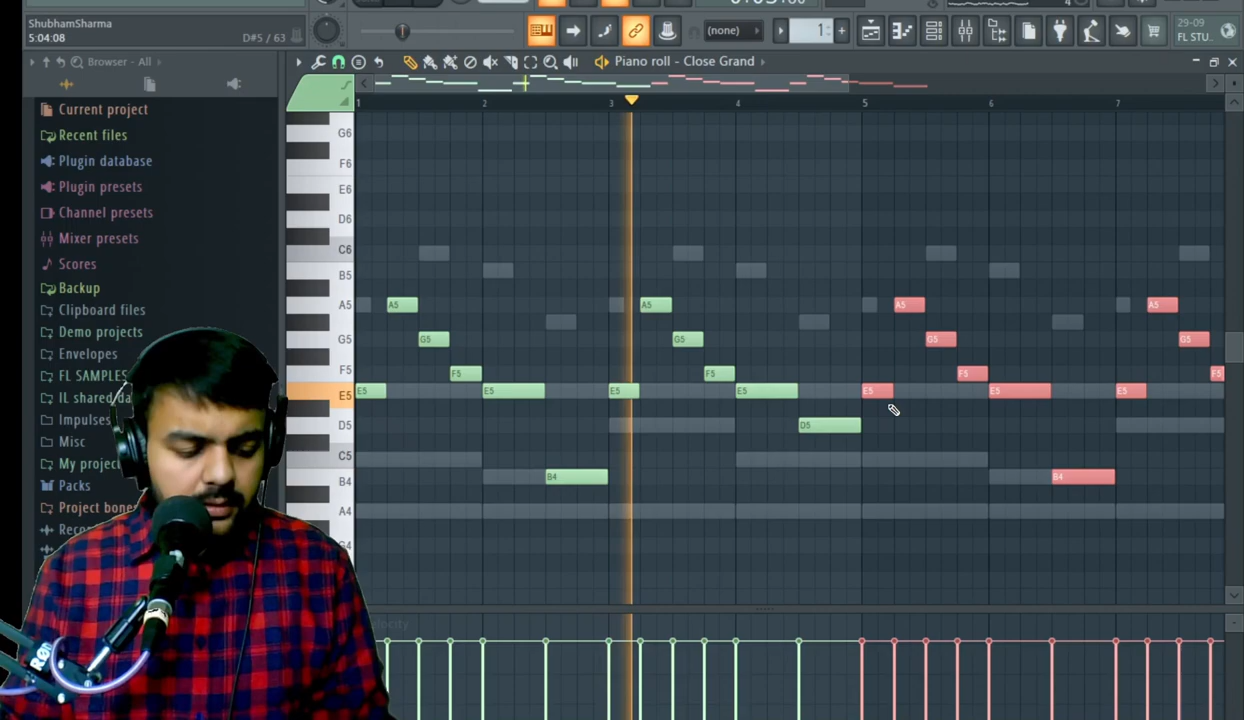 ShubhamSharma
5:04:08 D#5 / 63
(none)
1
29-09
FL STU..
Browser - All
Piano roll - Close Grand
Current project
Recent files
Plugin database
Plugin presets
Channel presets
Mixer presets
Scores
Backup
Clipboard files
Demo projects
Envelopes
FL SAMPLES
IL shared da
Impulses
Misc
My projec
Packs
Project bone
Reco
1 2 3 4 5 6 7
G6
F6
E6
D6
C6
B5
A5 A5 A5 A5 A5
G5 G5 G5 G5 G5
F5 F5 F5 F5 F5
E5 E5 E5 E5 E5 E5 E5 E5
D5 D5
C5
B4 B4 B4
A4
G4